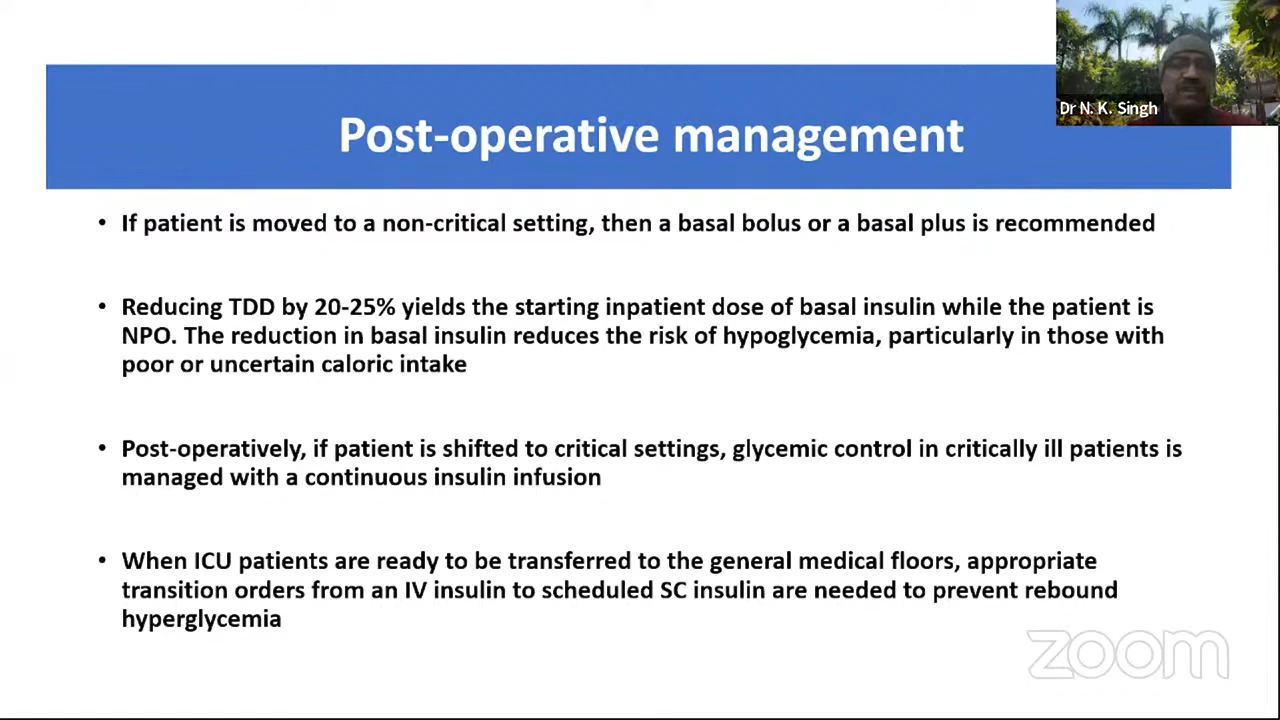 Dr N. K. Singh
Post-operative management
• If patient is moved to a non-critical setting, then a basal bolus or a basal plus is recommended
• Reducing TDD by 20-25% yields the starting inpatient dose of basal insulin while the patient is
NPO. The reduction in basal insulin reduces the risk of hypoglycemia, particularly in those with
poor or uncertain caloric intake
• Post-operatively, if patient is shifted to critical settings, glycemic control in critically ill patients is
managed with a continuous insulin infusion
• When ICU patients are ready to be transferred to the general medical floors, appropriate
transition orders from an IV insulin to scheduled SC insulin are needed to prevent rebound
hyperglycemia
zoom